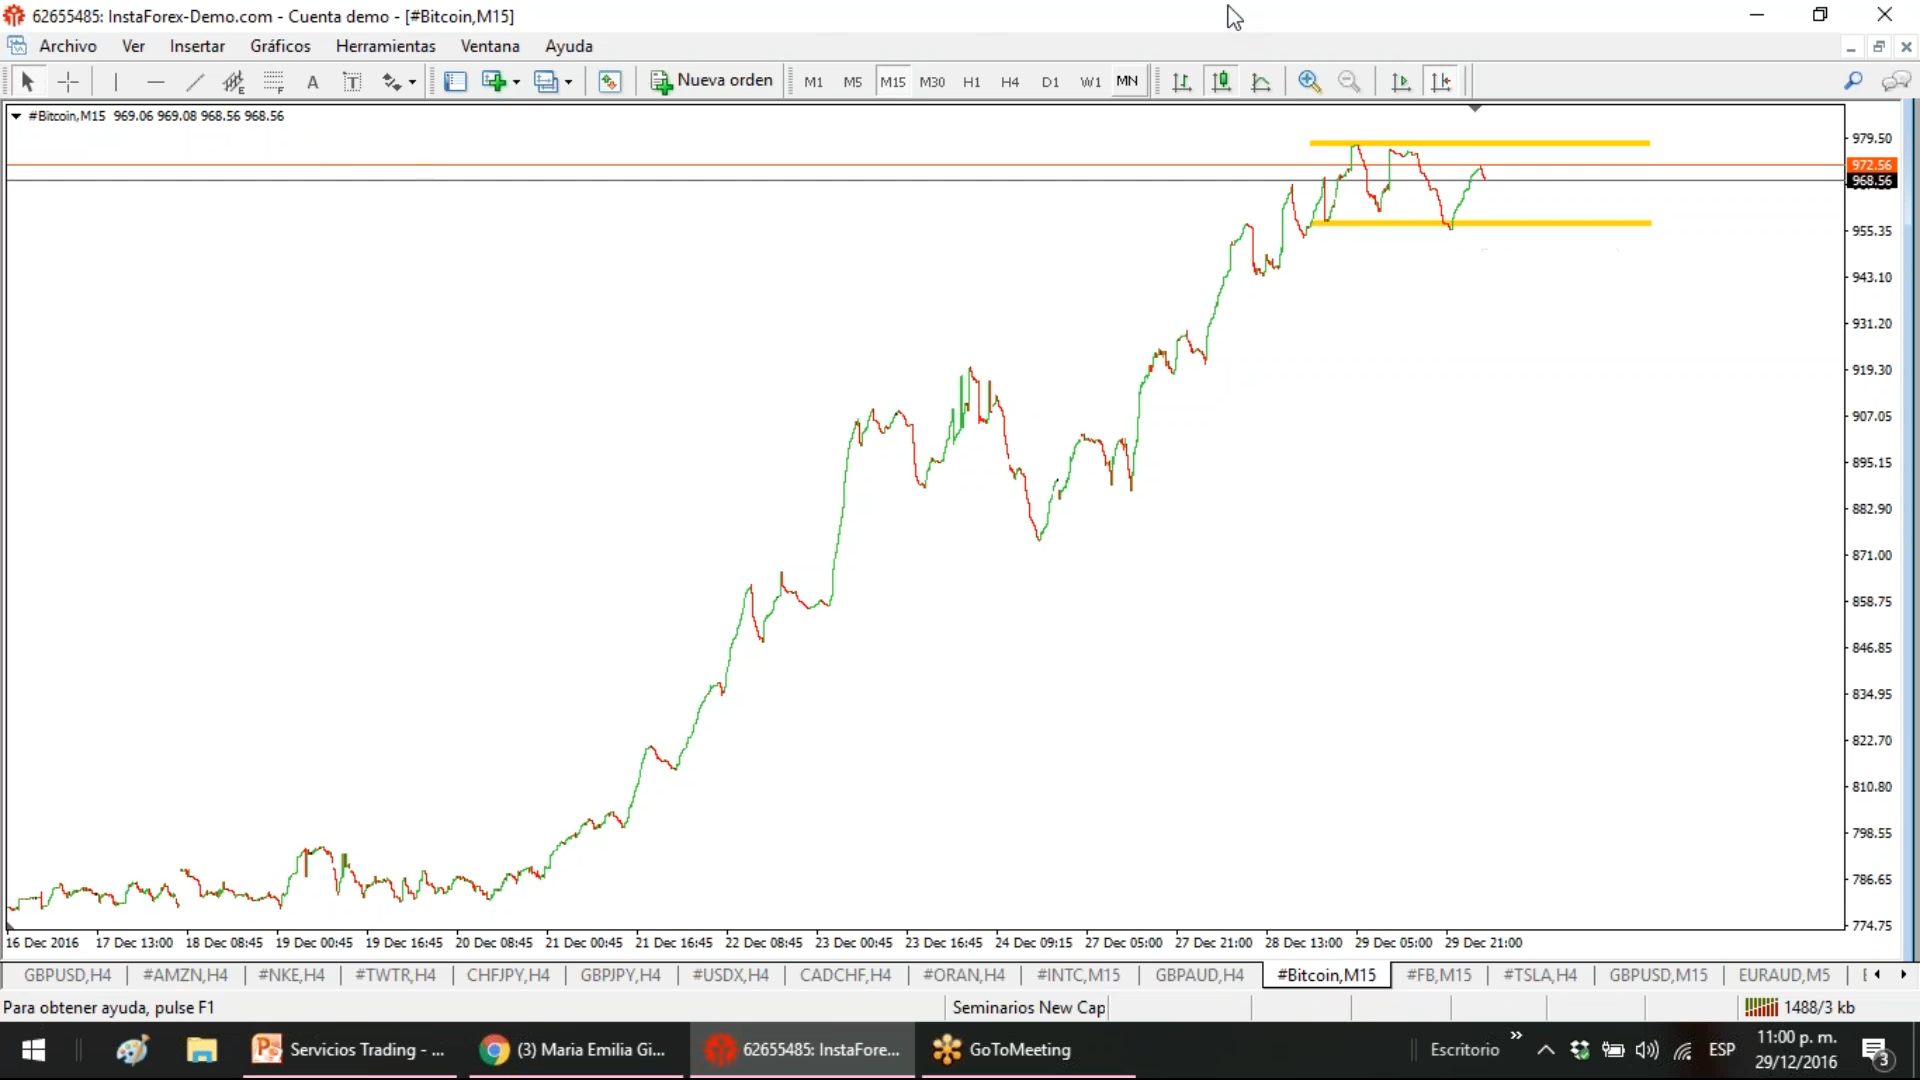 62655485: InstaForex-Demo.com - Cuenta demo - [#Bitcoin,M15]
Archivo Ver Insertar Gráficos Herramientas Ventana Ayuda
A T Nueva orden M1 M5 M15 M30 H1 H4 D1 W1 MN
#Bitcoin,M15 969.06 969.08 968.56 968.56
979.50
972.56
968.56
955.35
943.10
931.20
919.30
907.05
895.15
882.90
871.00
858.75
846.85
834.95
822.70
810.80
798.55
786.65
774.75
16 Dec 2016 17 Dec 13:00 18 Dec 08:45 19 Dec 00:45 19 Dec 16:45 20 Dec 08:45 21 Dec 00:45 21 Dec 16:45 22 Dec 08:45 23 Dec 00:45 23 Dec 16:45 24 Dec 09:15 27 Dec 05:00 27 Dec 21:00 28 Dec 13:00 29 Dec 05:00 29 Dec 21:00
GBPUSD,H4 #AMZN,H4 #NKE,H4 #TWTR,H4 CHFJPY,H4 GBPJPY,H4 #USDX,H4 CADCHF,H4 #ORAN,H4 #INTC,M15 GBPAUD,H4 #Bitcoin,M15 #FB,M15 #TSLA,H4 GBPUSD,M15 EURAUD,M5
Para obtener ayuda, pulse F1 Seminarios New Cap 1488/3 kb
Servicios Trading - ... (3) Maria Emilia Gi... 62655485: InstaFore... GoToMeeting Escritorio ESP 11:00 p. m.
29/12/2016 3